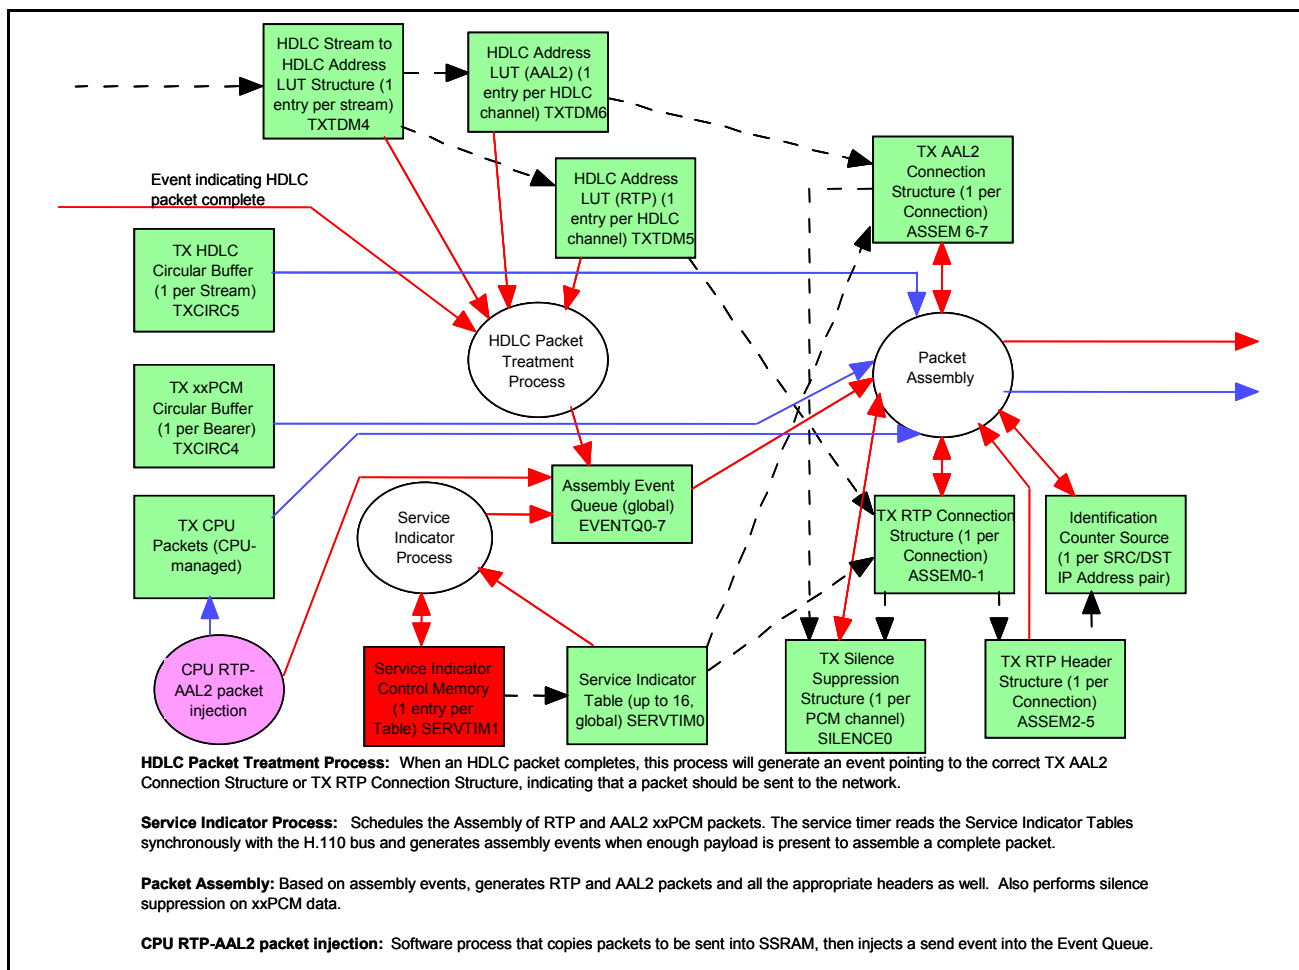 HDLC Stream to
HDLC Address
LUT Structure (1
entry per stream)
TXTDM4
HDLC Address
LUT (AAL2) (1
entry per HDLC
channel) TXTDM6
TX AAL2
Connection
Structure (1 per
Connection)
ASSEM 6-7
HDLC Address
LUT (RTP) (1
entry per HDLC
channel) TXTDM5
Event indicating HDLC
packet complete
TX HDLC
Circular Buffer
(1 per Stream)
TXCIRC5
HDLC Packet
Treatment
Process
Packet
Assembly
TX xxPCM
Circular Buffer
(1 per Bearer)
TXCIRC4
Assembly Event
Queue (global)
EVENTQ0-7
TX CPU
Packets (CPU-
managed)
Service
Indicator
Process
TX RTP Connection
Structure (1 per
Connection)
ASSEM0-1
Identification
Counter Source
(1 per SRC/DST
IP Address pair)
CPU RTP-
AAL2 packet
injection
Service Indicator
Control Memory
(1 entry per
Table) SERVTIM1
Service Indicator
Table (up to 16,
global) SERVTIM0
TX Silence
Suppression
Structure (1 per
PCM channel)
SILENCE0
TX RTP Header
Structure (1 per
Connection)
ASSEM2-5
HDLC Packet Treatment Process: When an HDLC packet completes, this process will generate an event pointing to the correct TX AAL2
Connection Structure or TX RTP Connection Structure, indicating that a packet should be sent to the network.
Service Indicator Process: Schedules the Assembly of RTP and AAL2 xxPCM packets. The service timer reads the Service Indicator Tables
synchronously with the H.110 bus and generates assembly events when enough payload is present to assemble a complete packet.
Packet Assembly: Based on assembly events, generates RTP and AAL2 packets and all the appropriate headers as well. Also performs silence
suppression on xxPCM data.
CPU RTP-AAL2 packet injection: Software process that copies packets to be sent into SSRAM, then injects a send event into the Event Queue.